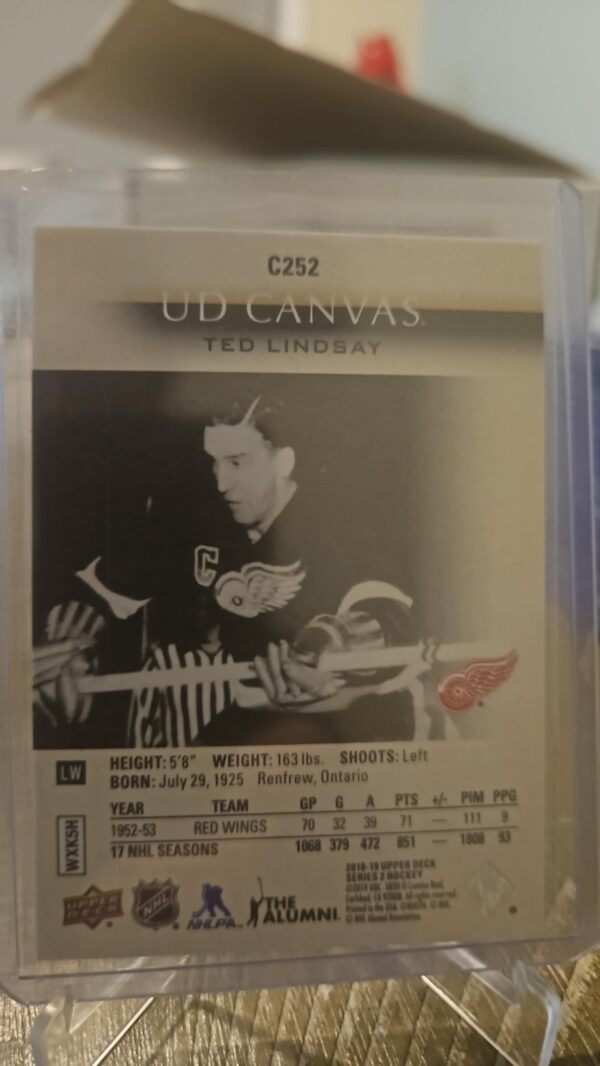 C252
UD CANVAS
TED LINDSAY
C
LW
HEIGHT: 5'8" WEIGHT: 163 lbs. SHOOTS: Left
BORN: July 29, 1925 Renfrew, Ontario
YEAR TEAM GP G A PTS +/- PIM PPG
1952-53 RED WINGS 70 32 39 71 — 111 9
17 NHL SEASONS 1068 379 472 851 — 1808 93
WXK5H
2018-19 UPPER DECK
SERIES 2 HOCKEY
UPPER DECK
NHL
NHLPA
THE ALUMNI